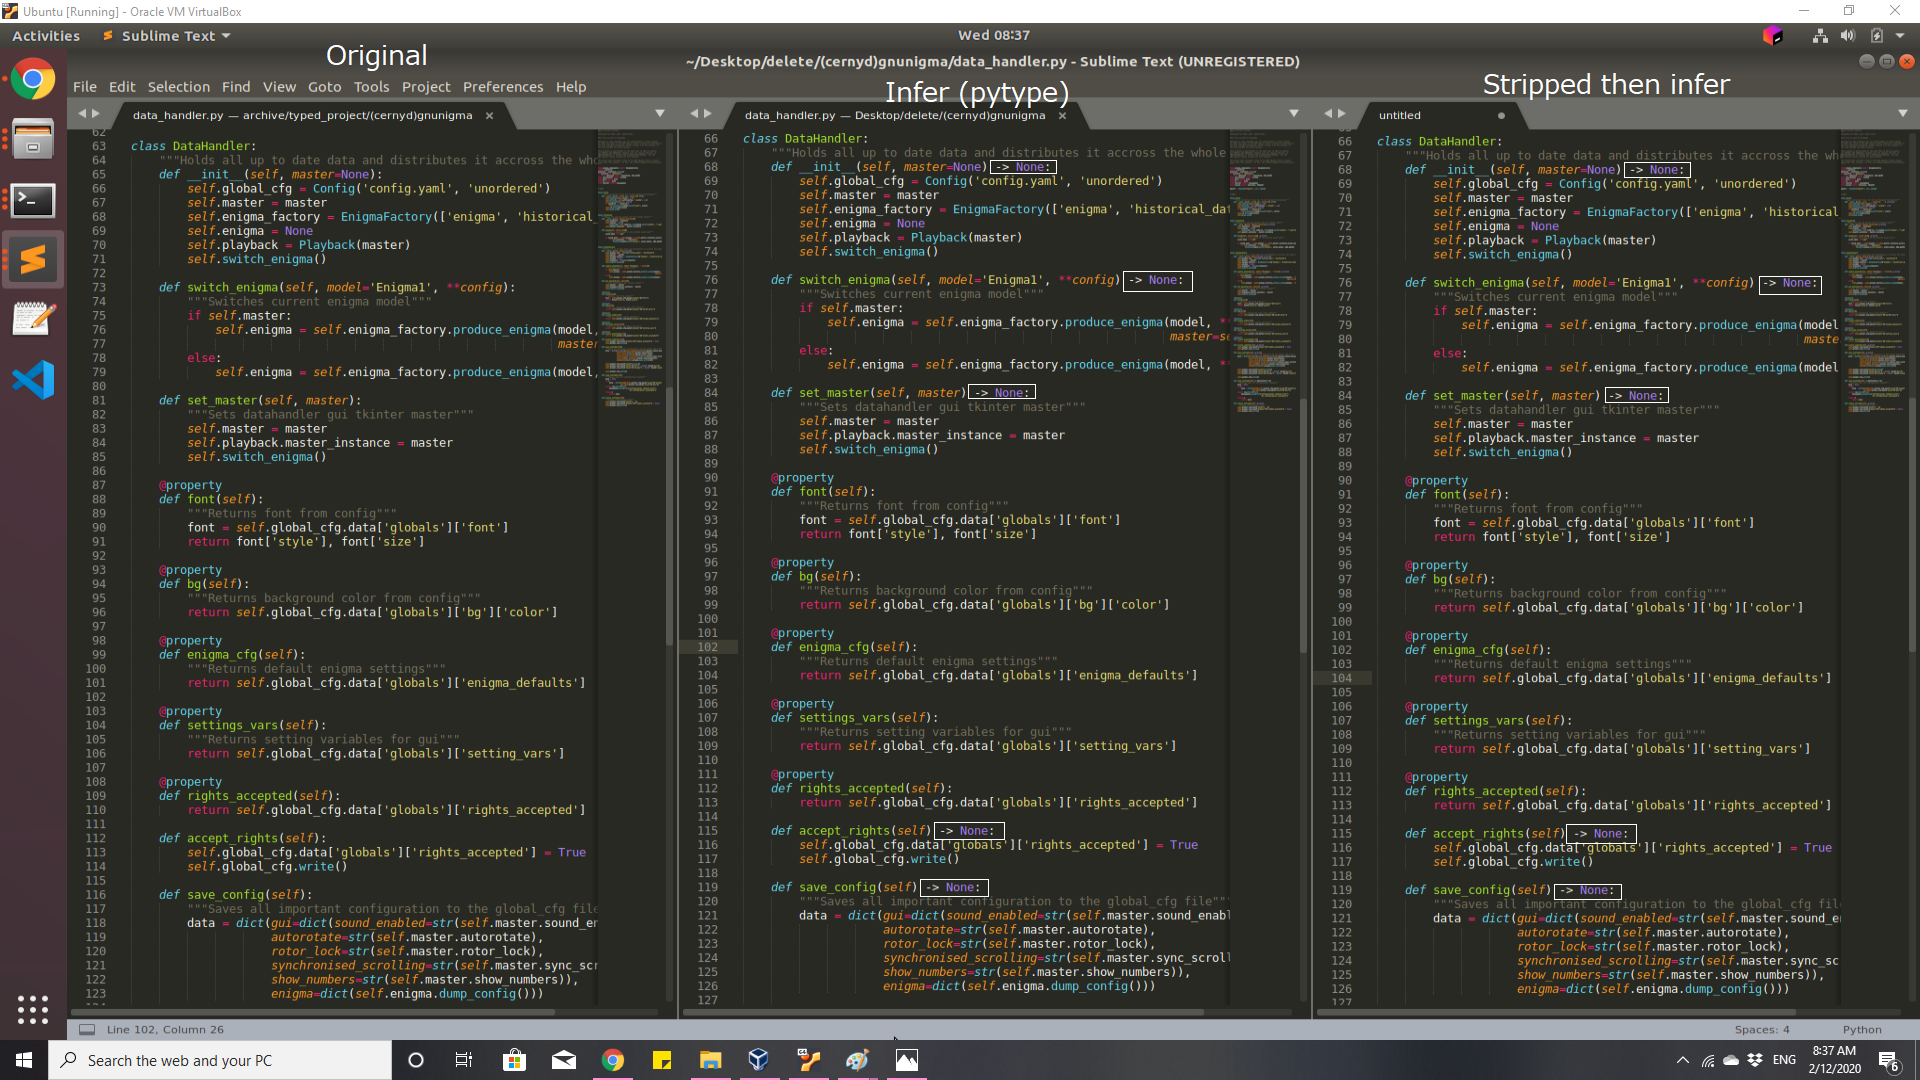 Ubuntu [Running] - Oracle VM VirtualBox
Activities
Sublime Text
Wed 08:37
Original
~/Desktop/delete/(cernyd)gnunigma/data_handler.py - Sublime Text (UNREGISTERED)
File Edit Selection Find View Goto Tools Project Preferences Help
Infer (pytype)
Stripped then infer
data_handler.py — archive/typed_project/(cernyd)gnunigma
62
63 class DataHandler:
64 """Holds all up to date data and distributes it accross the who
65 def __init__(self, master=None):
66 self.global_cfg = Config('config.yaml', 'unordered')
67 self.master = master
68 self.enigma_factory = EnigmaFactory(['enigma', 'historical_
69 self.enigma = None
70 self.playback = Playback(master)
71 self.switch_enigma()
72
73 def switch_enigma(self, model='Enigma1', **config):
74 """Switches current enigma model"""
75 if self.master:
76 self.enigma = self.enigma_factory.produce_enigma(model,
77 master
78 else:
79 self.enigma = self.enigma_factory.produce_enigma(model,
80
81 def set_master(self, master):
82 """Sets datahandler gui tkinter master"""
83 self.master = master
84 self.playback.master_instance = master
85 self.switch_enigma()
86
87 @property
88 def font(self):
89 """Returns font from config"""
90 font = self.global_cfg.data['globals']['font']
91 return font['style'], font['size']
92
93 @property
94 def bg(self):
95 """Returns background color from config"""
96 return self.global_cfg.data['globals']['bg']['color']
97
98 @property
99 def enigma_cfg(self):
100 """Returns default enigma settings"""
101 return self.global_cfg.data['globals']['enigma_defaults']
102
103 @property
104 def settings_vars(self):
105 """Returns setting variables for gui"""
106 return self.global_cfg.data['globals']['setting_vars']
107
108 @property
109 def rights_accepted(self):
110 return self.global_cfg.data['globals']['rights_accepted']
111
112 def accept_rights(self):
113 self.global_cfg.data['globals']['rights_accepted'] = True
114 self.global_cfg.write()
115
116 def save_config(self):
117 """Saves all important configuration to the global_cfg file
118 data = dict(gui=dict(sound_enabled=str(self.master.sound_en
119 autorotate=str(self.master.autorotate),
120 rotor_lock=str(self.master.rotor_lock),
121 synchronised_scrolling=str(self.master.sync_scr
122 show_numbers=str(self.master.show_numbers)),
123 enigma=dict(self.enigma.dump_config()))
data_handler.py — Desktop/delete/(cernyd)gnunigma
66 class DataHandler:
67 """Holds all up to date data and distributes it accross the whole
68 def __init__(self, master=None) -> None:
69 self.global_cfg = Config('config.yaml', 'unordered')
70 self.master = master
71 self.enigma_factory = EnigmaFactory(['enigma', 'historical_da
72 self.enigma = None
73 self.playback = Playback(master)
74 self.switch_enigma()
75
76 def switch_enigma(self, model='Enigma1', **config) -> None:
77 """Switches current enigma model"""
78 if self.master:
79 self.enigma = self.enigma_factory.produce_enigma(model, *
80 master=se
81 else:
82 self.enigma = self.enigma_factory.produce_enigma(model, *
83
84 def set_master(self, master) -> None:
85 """Sets datahandler gui tkinter master"""
86 self.master = master
87 self.playback.master_instance = master
88 self.switch_enigma()
89
90 @property
91 def font(self):
92 """Returns font from config"""
93 font = self.global_cfg.data['globals']['font']
94 return font['style'], font['size']
95
96 @property
97 def bg(self):
98 """Returns background color from config"""
99 return self.global_cfg.data['globals']['bg']['color']
100
101 @property
102 def enigma_cfg(self):
103 """Returns default enigma settings"""
104 return self.global_cfg.data['globals']['enigma_defaults']
105
106 @property
107 def settings_vars(self):
108 """Returns setting variables for gui"""
109 return self.global_cfg.data['globals']['setting_vars']
110
111 @property
112 def rights_accepted(self):
113 return self.global_cfg.data['globals']['rights_accepted']
114
115 def accept_rights(self) -> None:
116 self.global_cfg.data['globals']['rights_accepted'] = True
117 self.global_cfg.write()
118
119 def save_config(self) -> None:
120 """Saves all important configuration to the global_cfg file""
121 data = dict(gui=dict(sound_enabled=str(self.master.sound_enab
122 autorotate=str(self.master.autorotate),
123 rotor_lock=str(self.master.rotor_lock),
124 synchronised_scrolling=str(self.master.sync_scroll
125 show_numbers=str(self.master.show_numbers)),
126 enigma=dict(self.enigma.dump_config()))
127
untitled
66 class DataHandler:
67 """Holds all up to date data and distributes it accross the wh
68 def __init__(self, master=None) -> None:
69 self.global_cfg = Config('config.yaml', 'unordered')
70 self.master = master
71 self.enigma_factory = EnigmaFactory(['enigma', 'historical
72 self.enigma = None
73 self.playback = Playback(master)
74 self.switch_enigma()
75
76 def switch_enigma(self, model='Enigma1', **config) -> None:
77 """Switches current enigma model"""
78 if self.master:
79 self.enigma = self.enigma_factory.produce_enigma(model
80 maste
81 else:
82 self.enigma = self.enigma_factory.produce_enigma(model
83
84 def set_master(self, master) -> None:
85 """Sets datahandler gui tkinter master"""
86 self.master = master
87 self.playback.master_instance = master
88 self.switch_enigma()
89
90 @property
91 def font(self):
92 """Returns font from config"""
93 font = self.global_cfg.data['globals']['font']
94 return font['style'], font['size']
95
96 @property
97 def bg(self):
98 """Returns background color from config"""
99 return self.global_cfg.data['globals']['bg']['color']
100
101 @property
102 def enigma_cfg(self):
103 """Returns default enigma settings"""
104 return self.global_cfg.data['globals']['enigma_defaults']
105
106 @property
107 def settings_vars(self):
108 """Returns setting variables for gui"""
109 return self.global_cfg.data['globals']['setting_vars']
110
111 @property
112 def rights_accepted(self):
113 return self.global_cfg.data['globals']['rights_accepted']
114
115 def accept_rights(self) -> None:
116 self.global_cfg.data['globals']['rights_accepted'] = True
117 self.global_cfg.write()
118
119 def save_config(self) -> None:
120 """Saves all important configuration to the global_cfg fil
121 data = dict(gui=dict(sound_enabled=str(self.master.sound_e
122 autorotate=str(self.master.autorotate),
123 rotor_lock=str(self.master.rotor_lock),
124 synchronised_scrolling=str(self.master.sync_sc
125 show_numbers=str(self.master.show_numbers)),
126 enigma=dict(self.enigma.dump_config()))
127
Line 102, Column 26
Spaces: 4
Python
Search the web and your PC
ENG
8:37 AM
2/12/2020
6